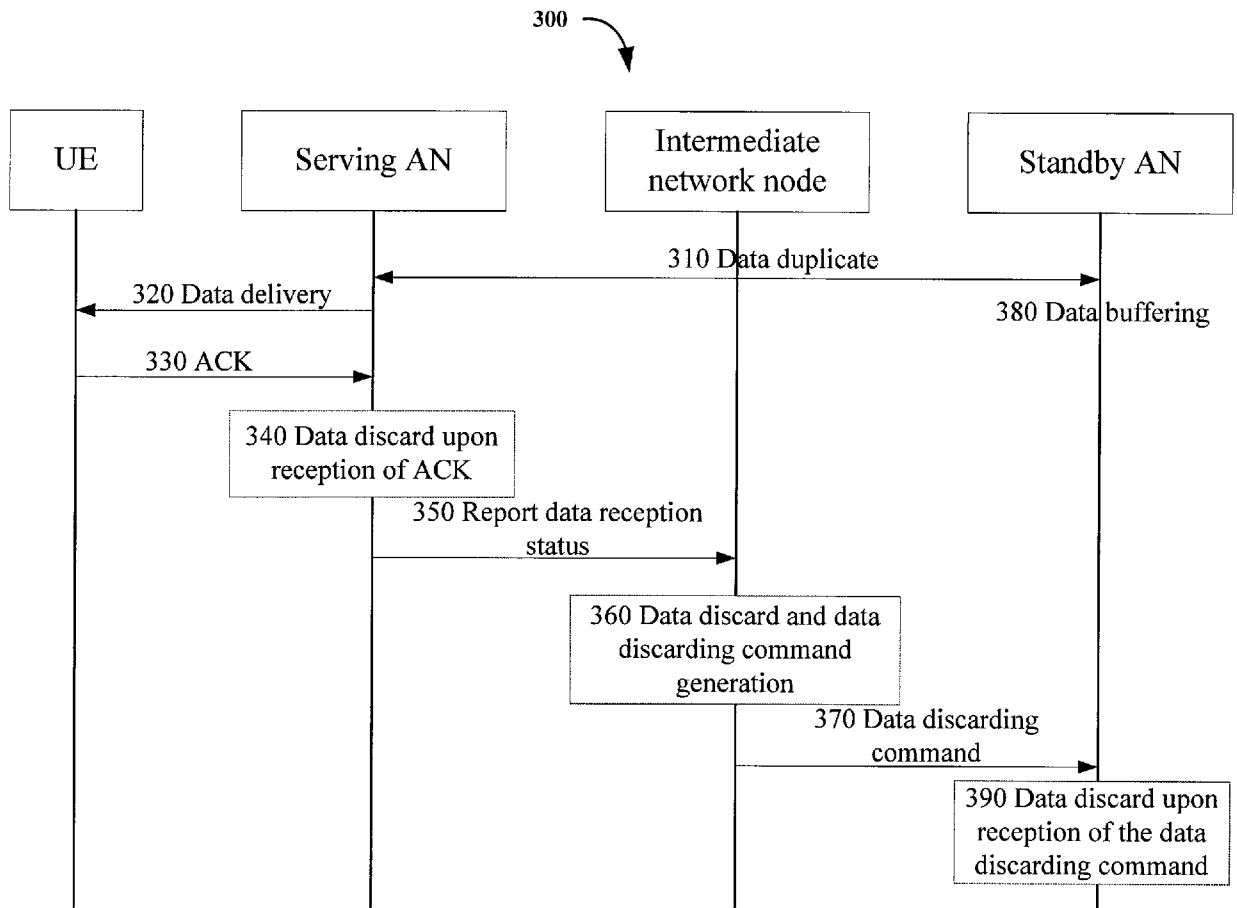 300
UE
Serving AN
Intermediate
network node
Standby AN
310 Data duplicate
320 Data delivery
380 Data buffering
330 ACK
340 Data discard upon
reception of ACK
350 Report data reception
status
360 Data discard and data
discarding command
generation
370 Data discarding
command
390 Data discard upon
reception of the data
discarding command